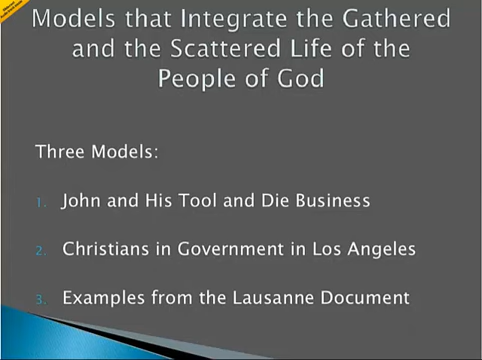 Models that Integrate the Gathered
and the Scattered Life of the
People of God
Three Models:
1. John and His Tool and Die Business
2. Christians in Government in Los Angeles
3. Examples from the Lausanne Document